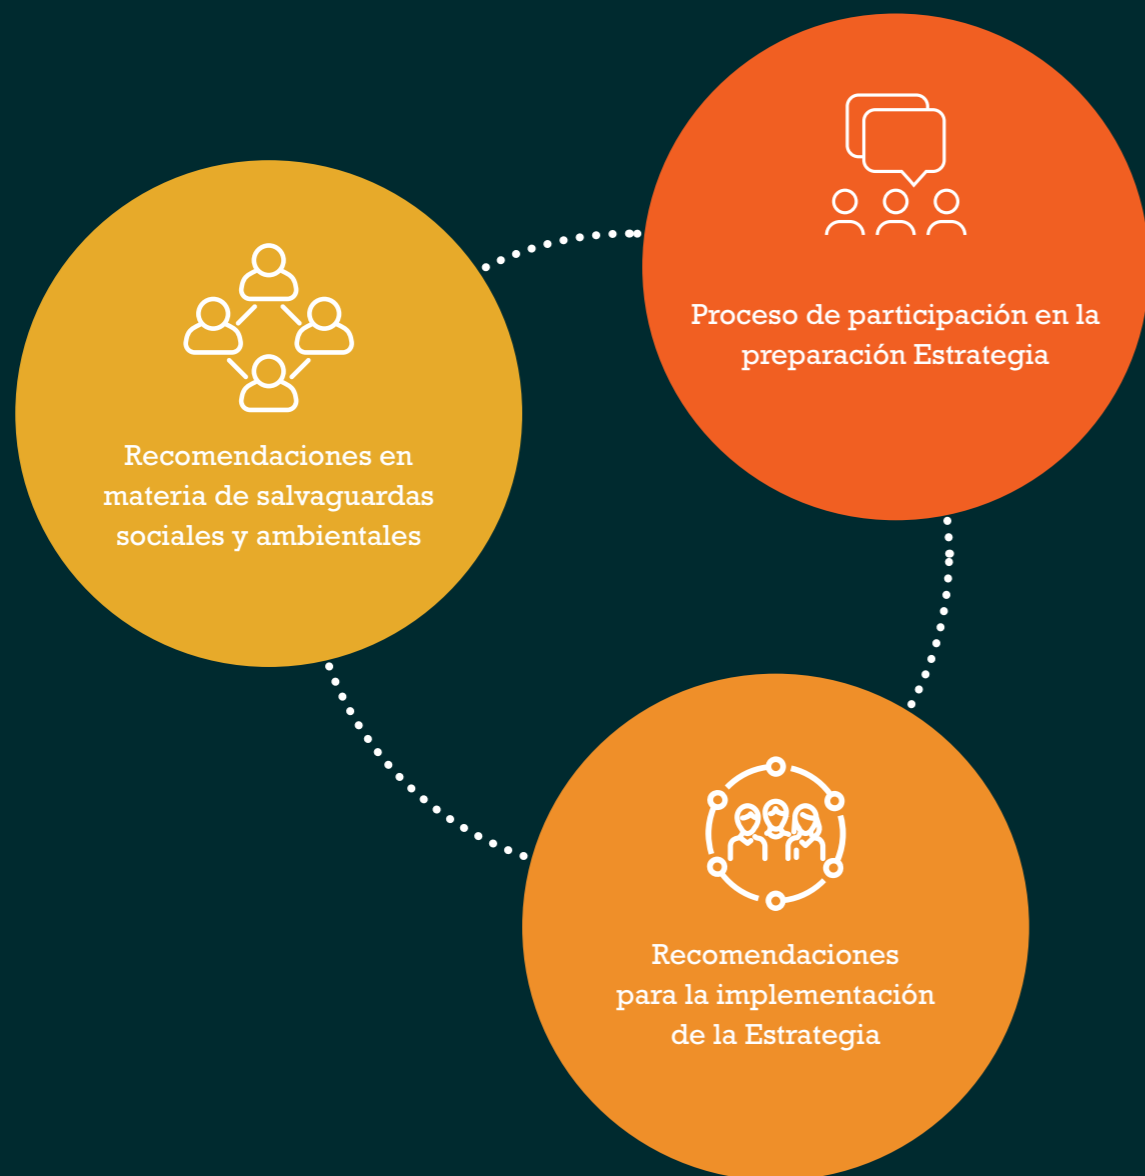 Proceso de participación en la
preparación Estrategia
Recomendaciones en
materia de salvaguardas
sociales y ambientales
Recomendaciones
para la implementación
de la Estrategia